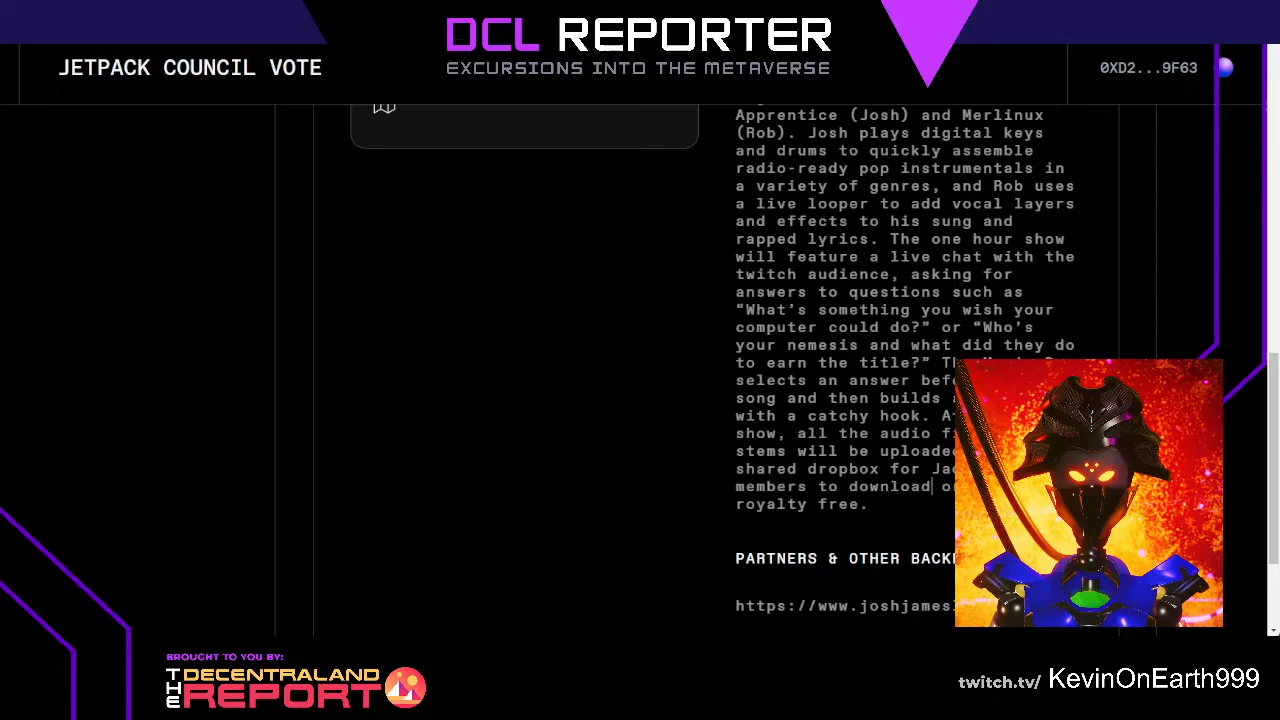 DCL REPORTER
EXCURSIONS INTO THE METAVERSE
JETPACK COUNCIL VOTE
0XD2...9F63
Apprentice (Josh) and Merlinux
(Rob). Josh plays digital keys
and drums to quickly assemble
radio-ready pop instrumentals in
a variety of genres, and Rob uses
a live looper to add vocal layers
and effects to his sung and
rapped lyrics. The one hour show
will feature a live chat with the
twitch audience, asking for
answers to questions such as
“What’s something you wish your
computer could do?” or “Who’s
your nemesis and what did they do
to earn the title?”
selects an answer
song and then builds
with a catchy hook.
show, all the audio
stems will be uploaded
shared dropbox for
members to download
royalty free.
PARTNERS & OTHER
https://www.joshjames
BROUGHT TO YOU BY:
THE DECENTRALAND
REPORT
twitch.tv/ KevinOnEarth999